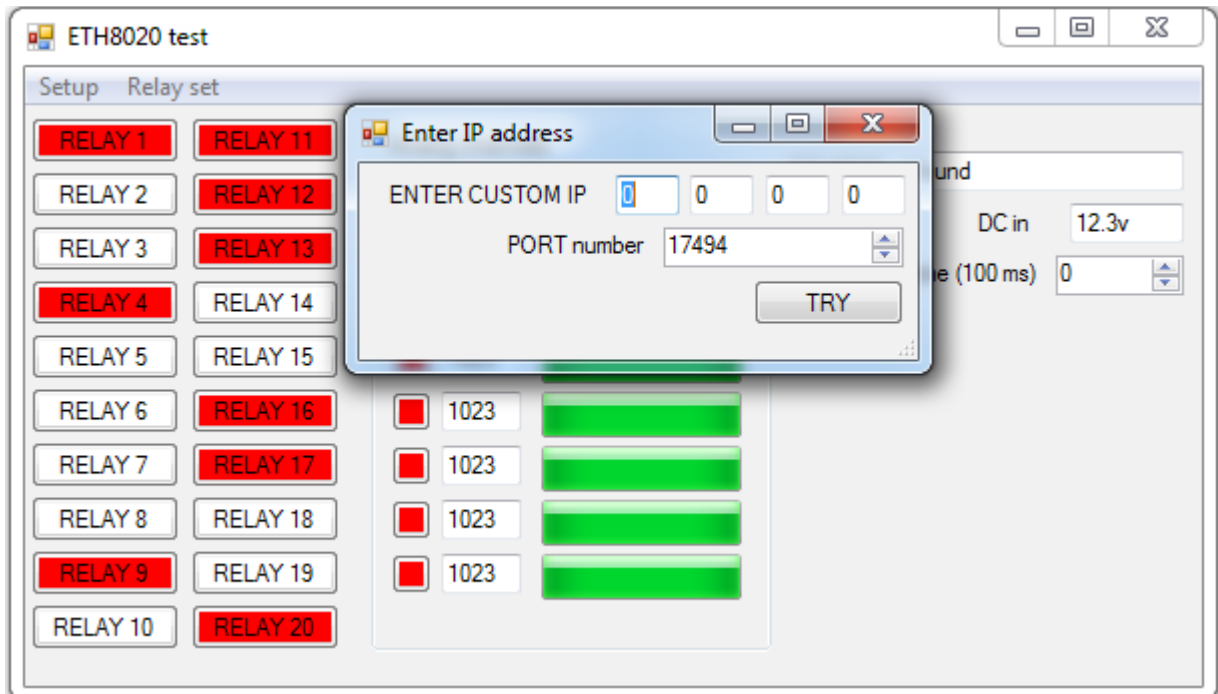 ETH8020 test
Setup Relay set
RELAY 1 RELAY 11
RELAY 2 RELAY 12
RELAY 3 RELAY 13
RELAY 4 RELAY 14
RELAY 5 RELAY 15
RELAY 6 RELAY 16
RELAY 7 RELAY 17
RELAY 8 RELAY 18
RELAY 9 RELAY 19
RELAY 10 RELAY 20
Enter IP address
ENTER CUSTOM IP 0 0 0 0
PORT number 17494
TRY
1023
1023
1023
1023
und
DC in 12.3v
(100 ms) 0